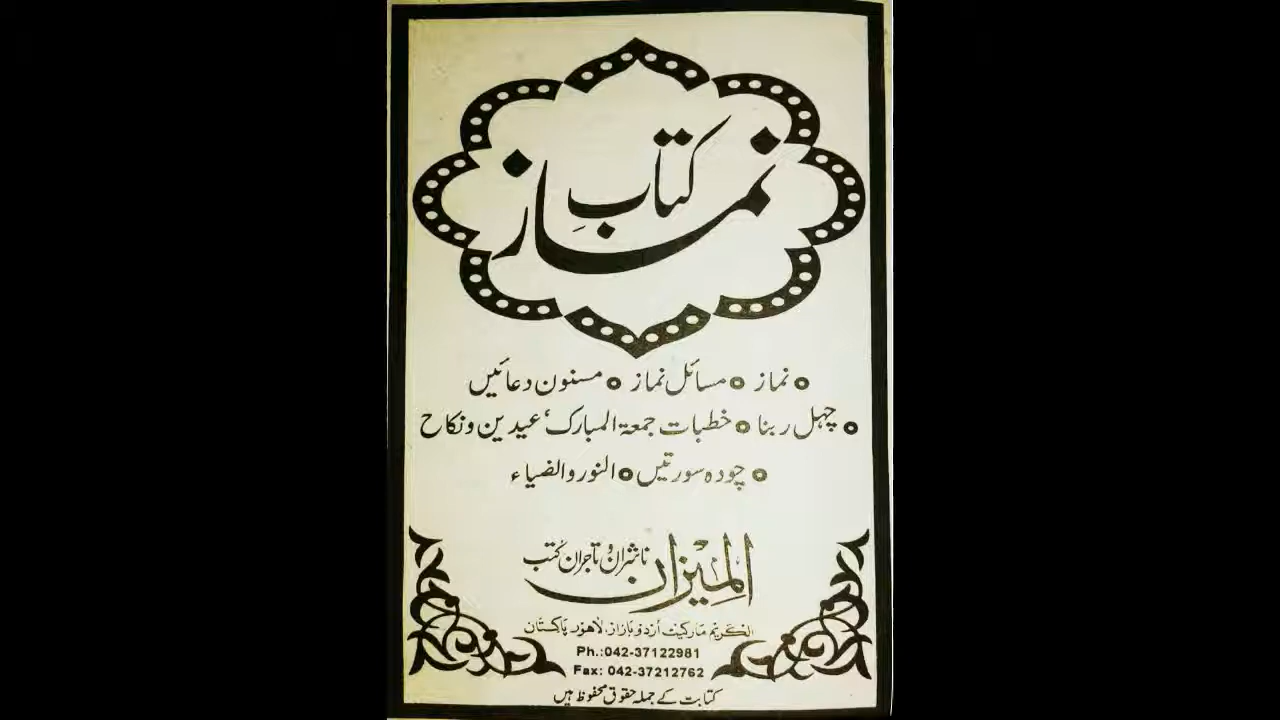 کتابِ نماز
● نماز ● مسائل نماز ● مسنون دعائیں
● چہل ربنا ● خطبات جمعۃ المبارک، عیدین و نکاح
● چودہ سورتیں ● النور والضیاء
المیزان ناشران و تاجران کتب
الکریم مارکیٹ اُردو بازار، لاہور پاکستان
Ph.:042-37122981
Fax: 042-37212762
کتابت کے جملہ حقوق محفوظ ہیں